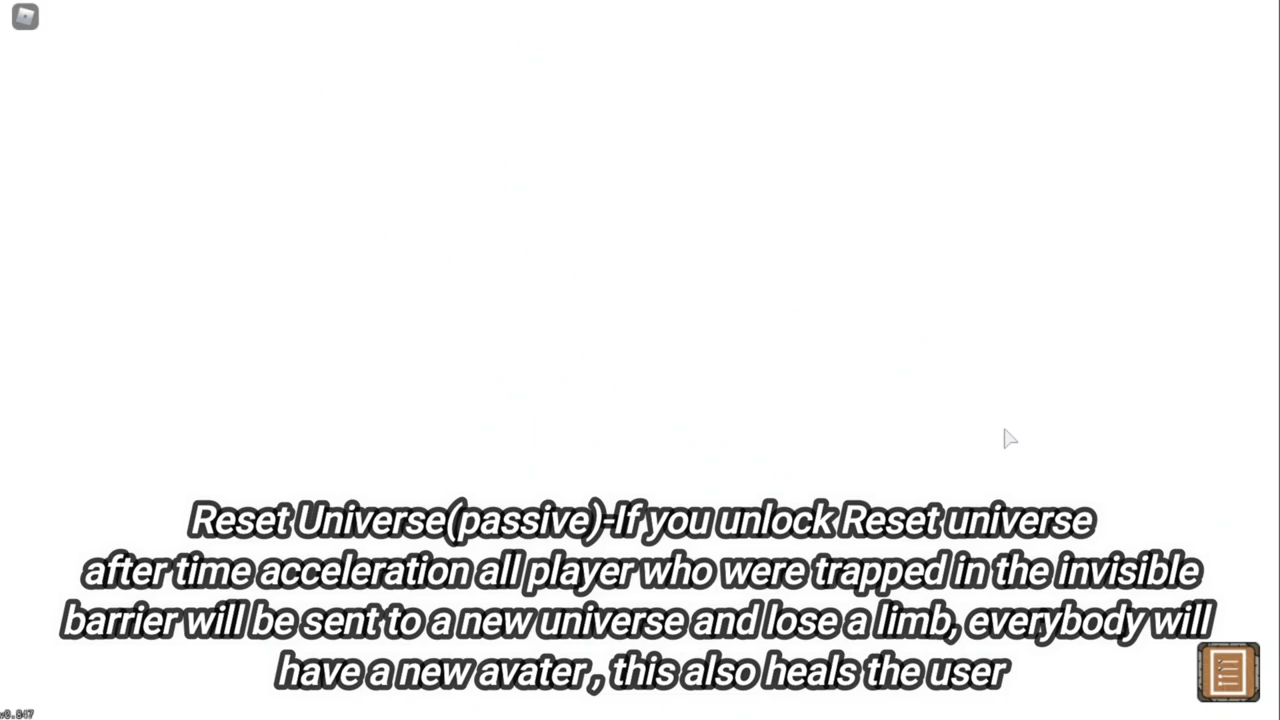 Reset Universe(passive)-If you unlock Reset universe
after time acceleration all player who were trapped in the invisible
barrier will be sent to a new universe and lose a limb, everybody will
have a new avater , this also heals the user
v0.847